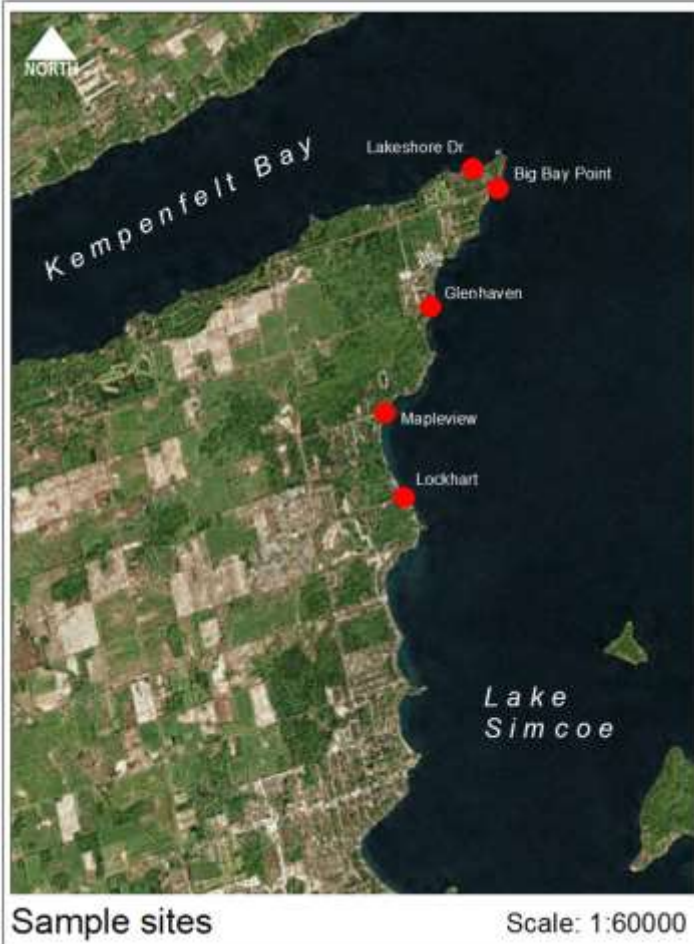 NORTH
Kempenfelt Bay
Lakeshore Dr
Big Bay Point
Glenhaven
Mapleview
Lockhart
Lake
Simcoe
Sample sites
Scale: 1:60000